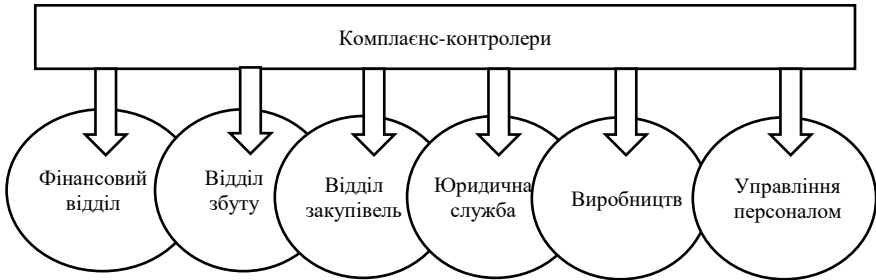 Комплаєнс-контролери
Фінансовий
відділ
Відділ
збуту
Відділ
закупівель
Юридична
служба
Виробництв
Управління
персоналом